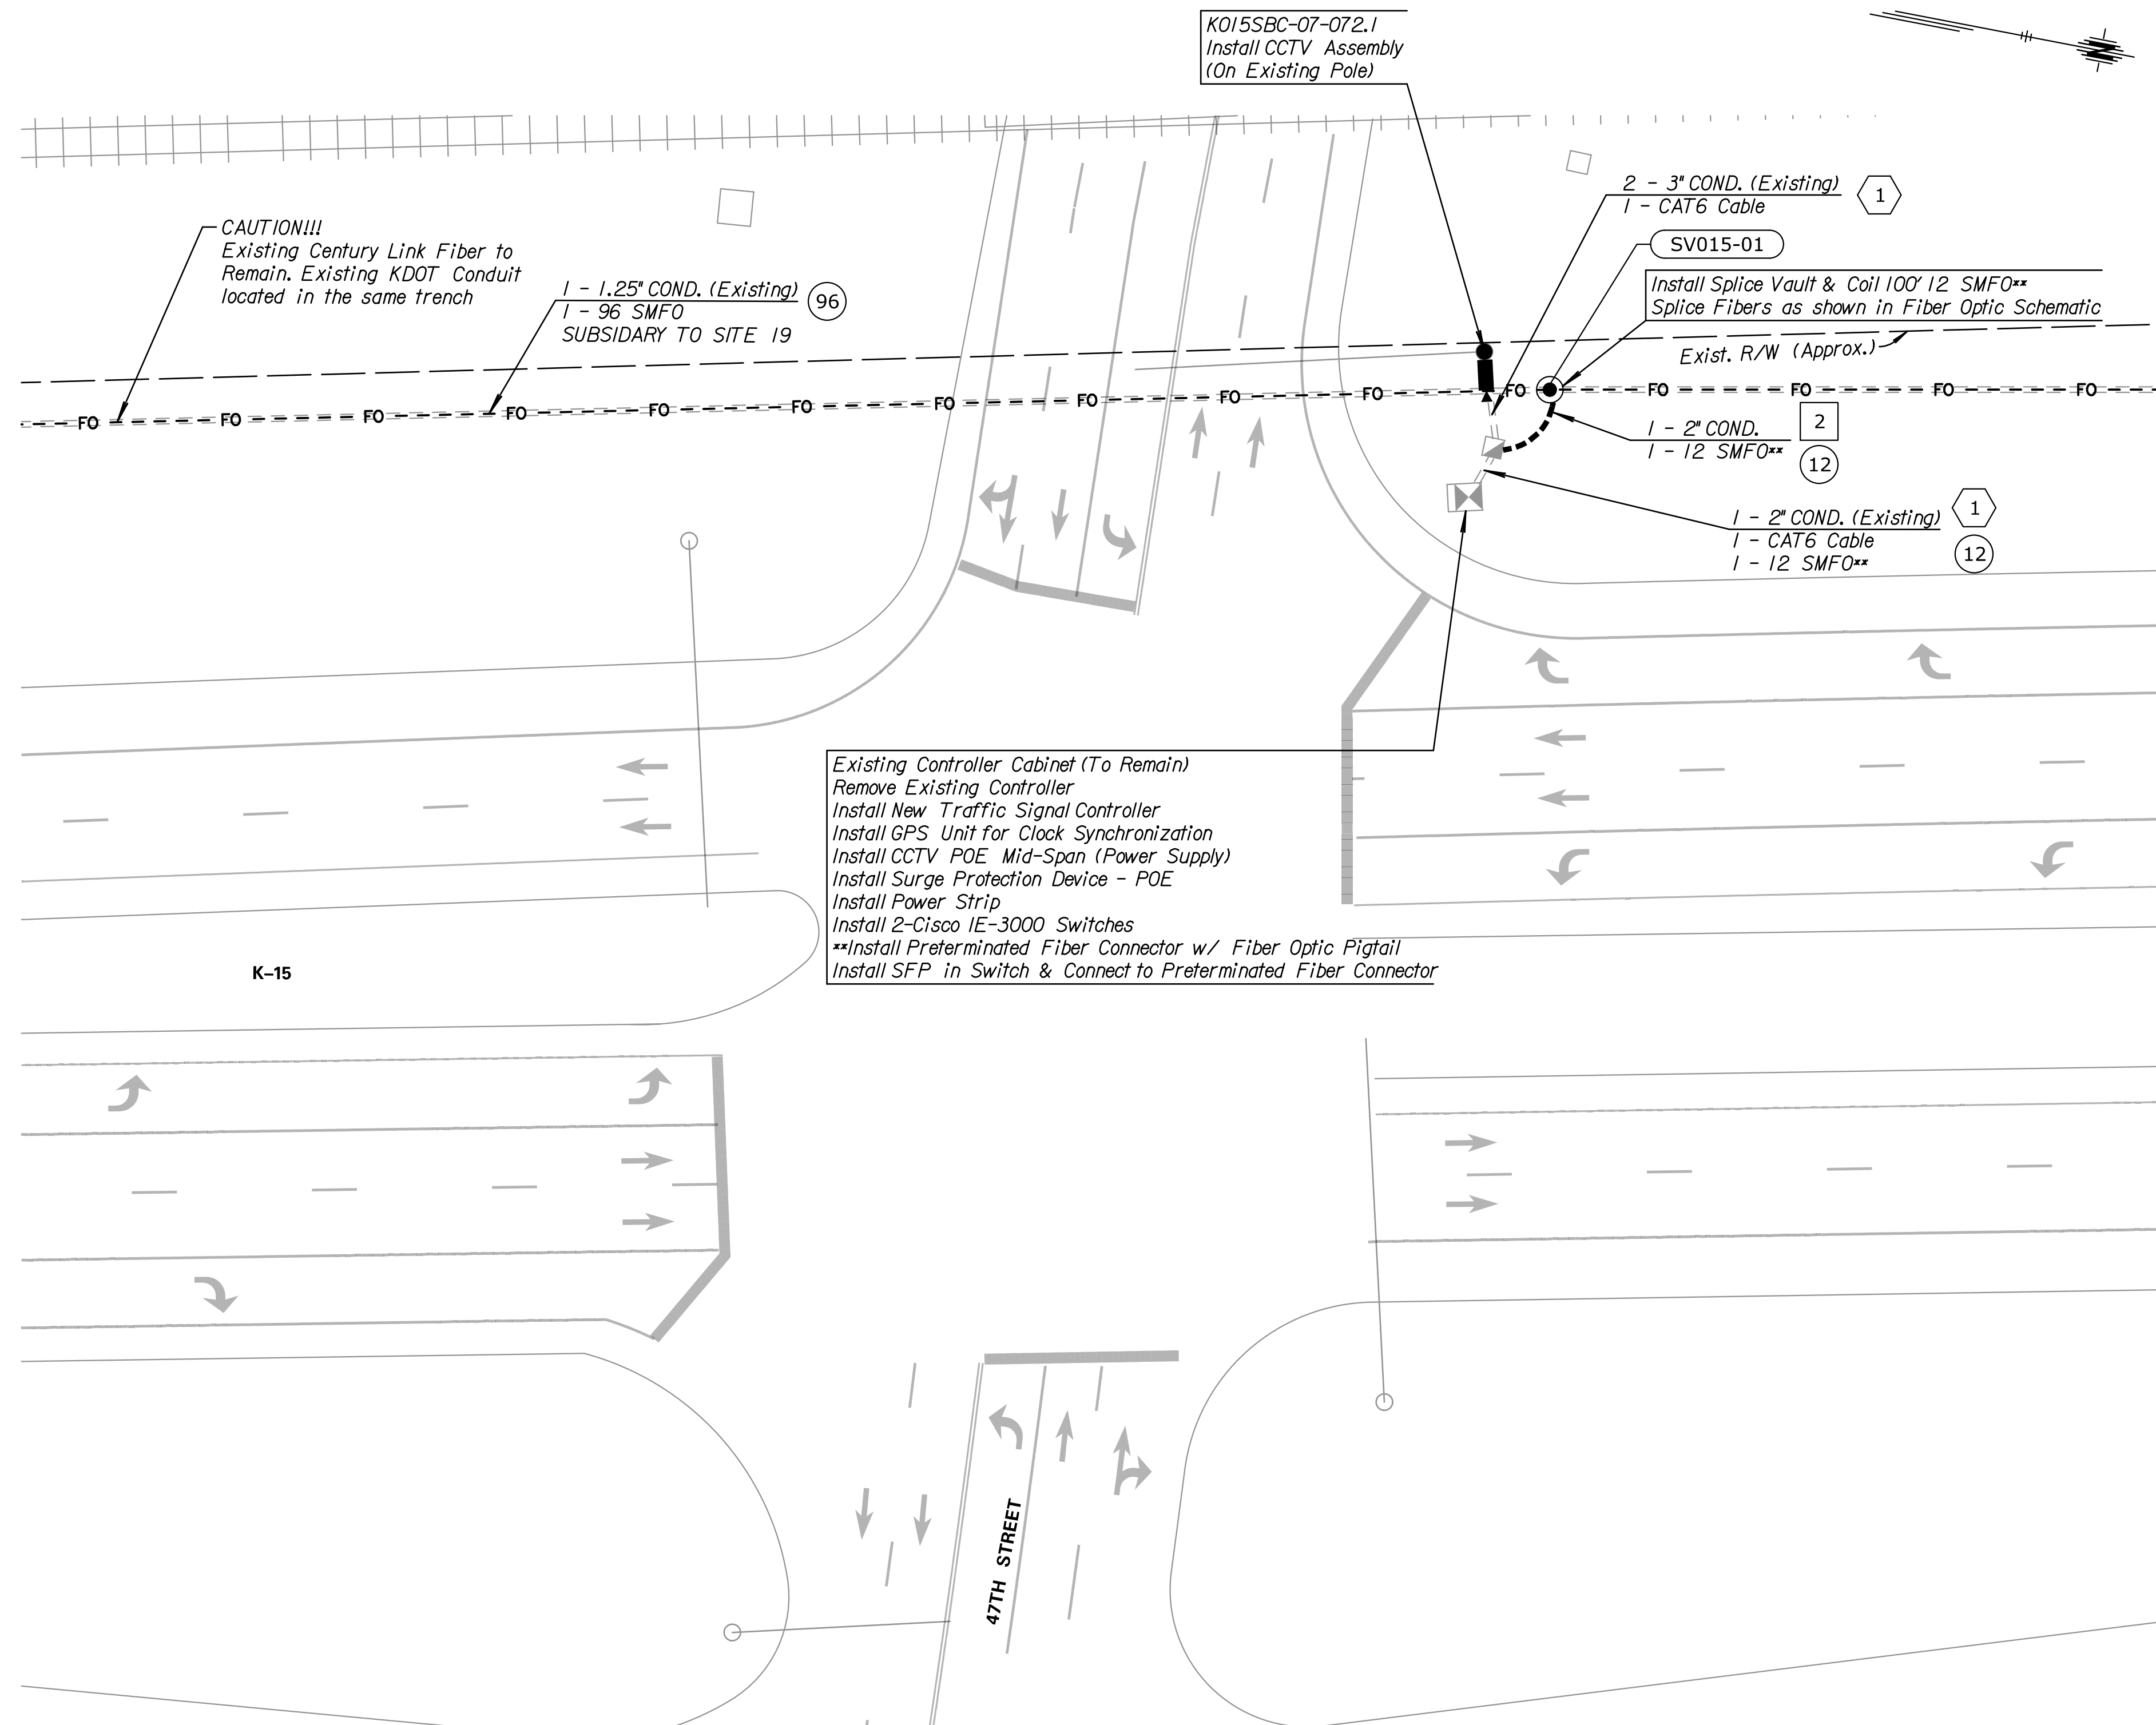 K015SBC-07-072.1
Install CCTV Assembly
(On Existing Pole)
N
CAUTION!!!
Existing Century Link Fiber to
Remain. Existing KDOT Conduit
located in the same trench
1 - 1.25" COND. (Existing)
1 - 96 SMFO
SUBSIDARY TO SITE 19
96
2 - 3" COND. (Existing)
1 - CAT6 Cable
1
SV015-01
Install Splice Vault & Coil 100' 12 SMFO**
Splice Fibers as shown in Fiber Optic Schematic
Exist. R/W (Approx.)
FO FO FO FO FO FO FO FO FO FO FO FO FO FO FO
1 - 2" COND.
1 - 12 SMFO**
2
12
1 - 2" COND. (Existing)
1 - CAT6 Cable
1 - 12 SMFO**
1
12
Existing Controller Cabinet (To Remain)
Remove Existing Controller
Install New Traffic Signal Controller
Install GPS Unit for Clock Synchronization
Install CCTV POE Mid-Span (Power Supply)
Install Surge Protection Device - POE
Install Power Strip
Install 2-Cisco IE-3000 Switches
**Install Preterminated Fiber Connector w/ Fiber Optic Pigtail
Install SFP in Switch & Connect to Preterminated Fiber Connector
K-15
47TH STREET